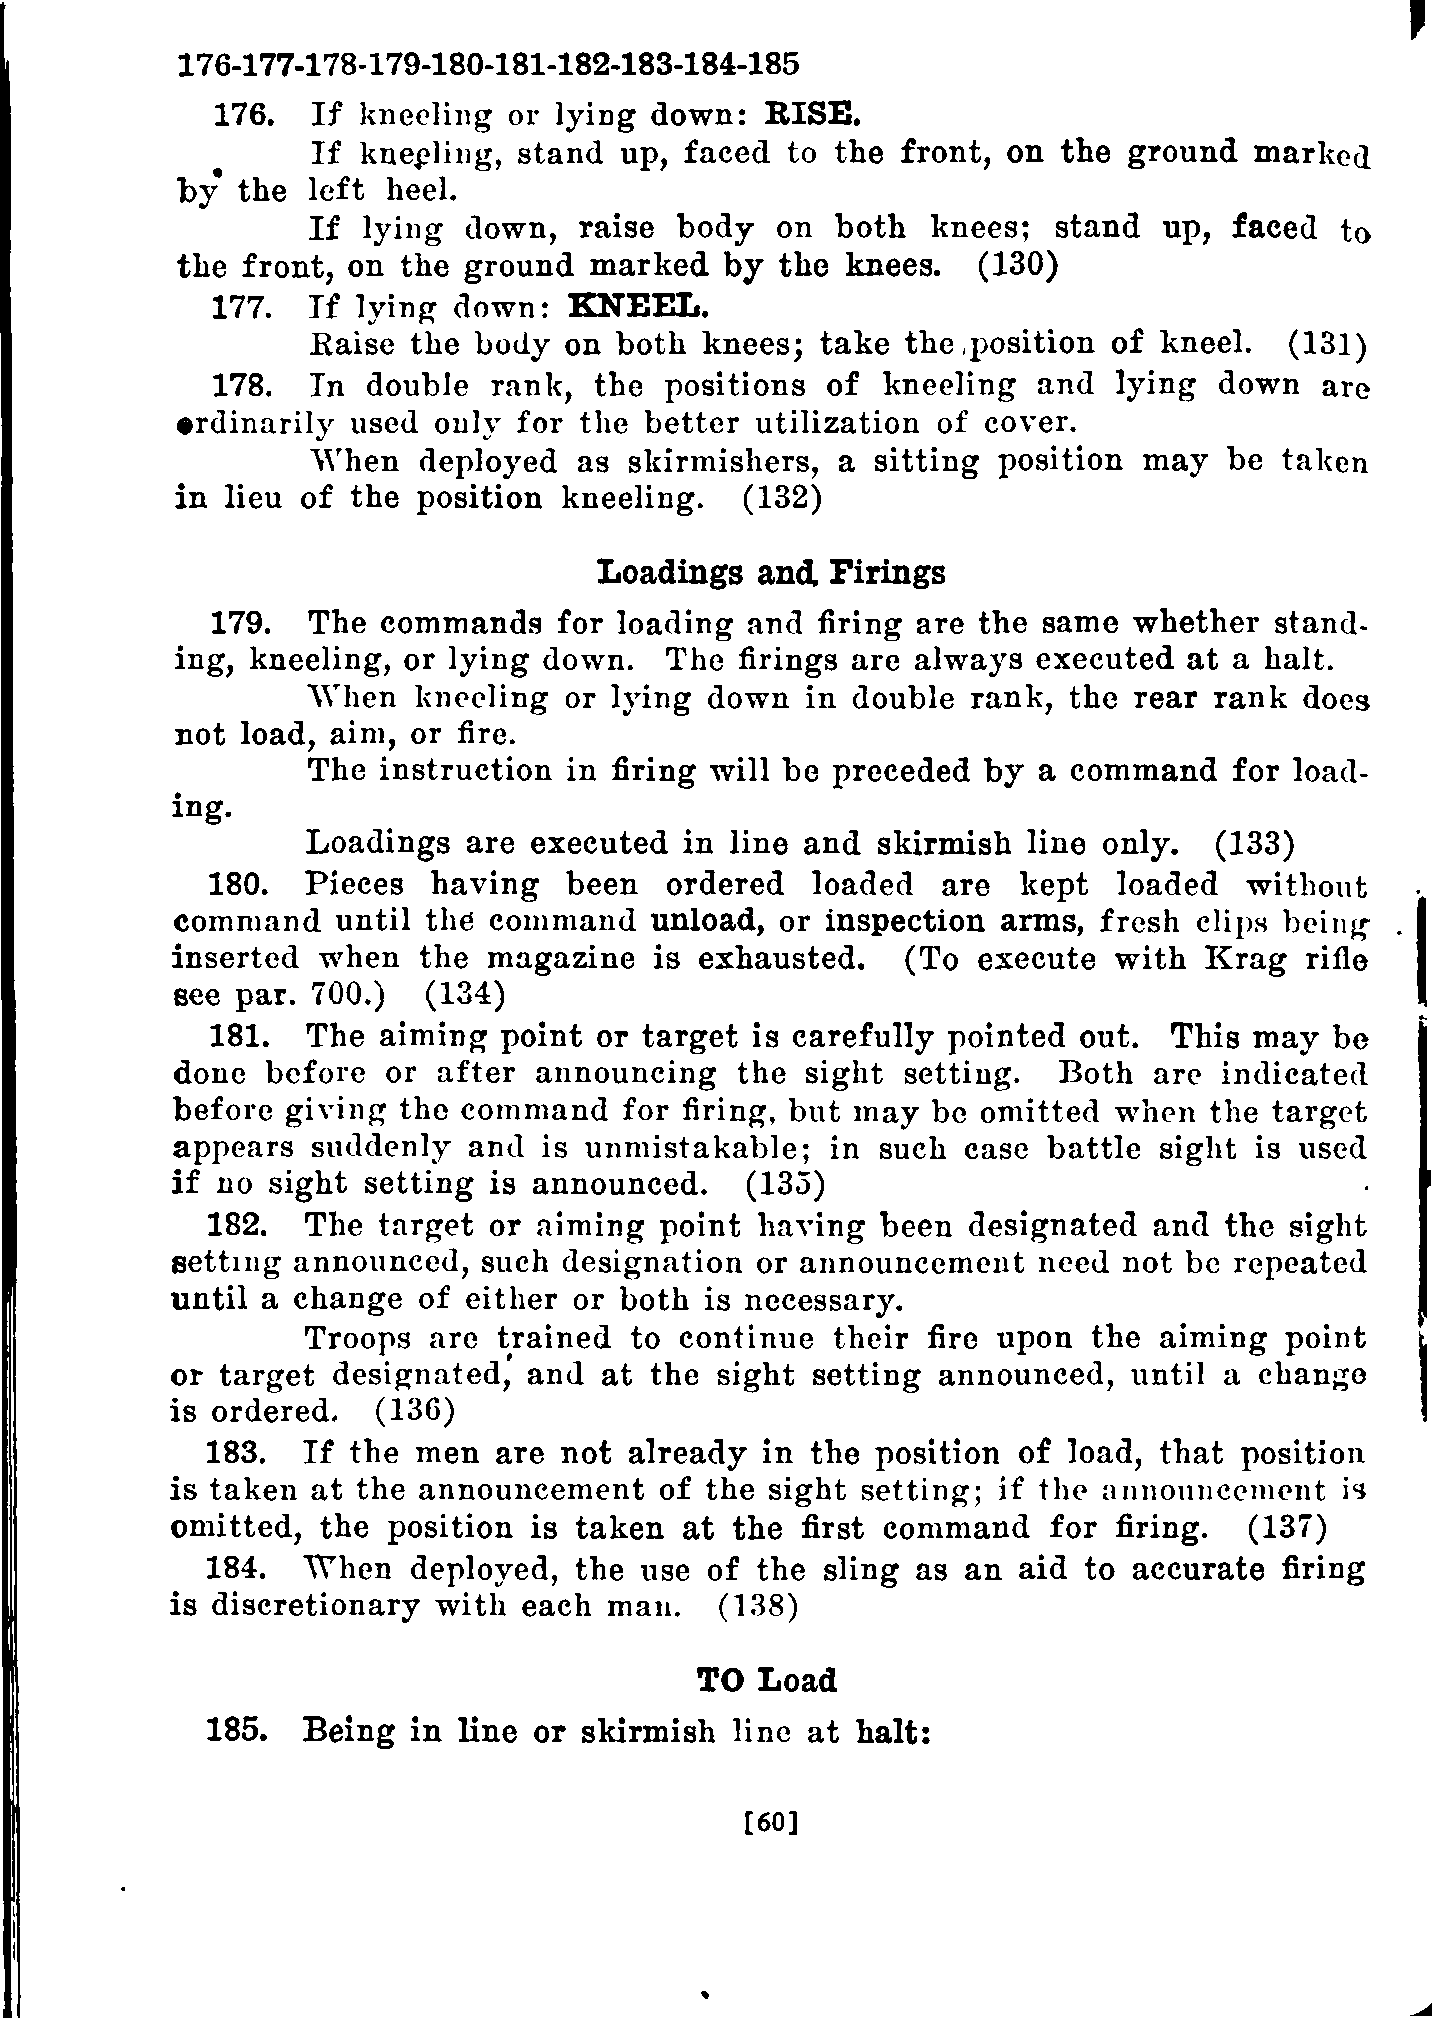 176-177-178-179-180-181-182-183-184-185
176. If kneeling or lying down: RISE.
If kneeling, stand up, faced to the front, on the ground marked
by the left heel.
If lying down, raise body on both knees; stand up, faced to
the front, on the ground marked by the knees. (130)
177. If lying down: KNEEL.
Raise the body on both knees; take the position of kneel. (131)
178. In double rank, the positions of kneeling and lying down are
ordinarily used only for the better utilization of cover.
When deployed as skirmishers, a sitting position may be taken
in lieu of the position kneeling. (132)
Loadings and Firings
179. The commands for loading and firing are the same whether stand-
ing, kneeling, or lying down. The firings are always executed at a halt.
When kneeling or lying down in double rank, the rear rank does
not load, aim, or fire.
The instruction in firing will be preceded by a command for load-
ing.
Loadings are executed in line and skirmish line only. (133)
180. Pieces having been ordered loaded are kept loaded without
command until the command unload, or inspection arms, fresh clips being
inserted when the magazine is exhausted. (To execute with Krag rifle
see par. 700.) (134)
181. The aiming point or target is carefully pointed out. This may be
done before or after announcing the sight setting. Both are indicated
before giving the command for firing, but may be omitted when the target
appears suddenly and is unmistakable; in such case battle sight is used
if no sight setting is announced. (135)
182. The target or aiming point having been designated and the sight
setting announced, such designation or announcement need not be repeated
until a change of either or both is necessary.
Troops are trained to continue their fire upon the aiming point
or target designated, and at the sight setting announced, until a change
is ordered. (136)
183. If the men are not already in the position of load, that position
is taken at the announcement of the sight setting; if the announcement is
omitted, the position is taken at the first command for firing. (137)
184. When deployed, the use of the sling as an aid to accurate firing
is discretionary with each man. (138)
TO Load
185. Being in line or skirmish line at halt:
[60]